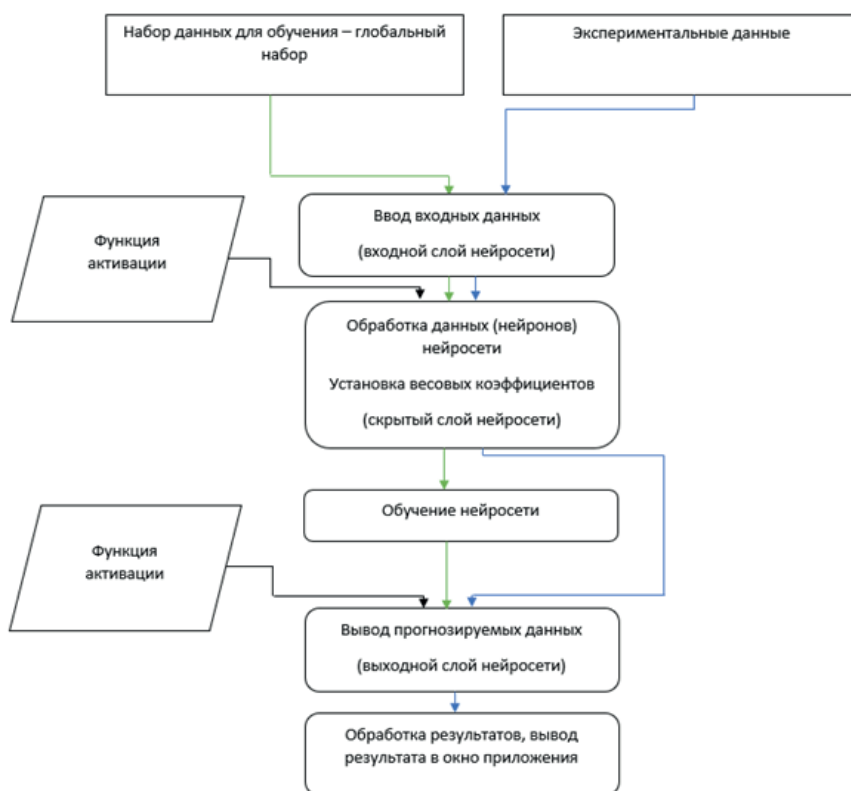 Набор данных для обучения – глобальный
набор
Экспериментальные данные
Ввод входных данных
(входной слой нейросети)
Функция
активации
Обработка данных (нейронов)
нейросети
Установка весовых коэффициентов
(скрытый слой нейросети)
Обучение нейросети
Функция
активации
Вывод прогнозируемых данных
(выходной слой нейросети)
Обработка результатов, вывод
результата в окно приложения